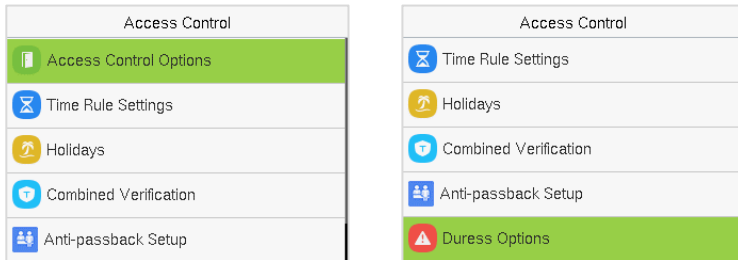 Access Control
Access Control Options
Time Rule Settings
Holidays
Combined Verification
Anti-passback Setup
Access Control
Time Rule Settings
Holidays
Combined Verification
Anti-passback Setup
Duress Options